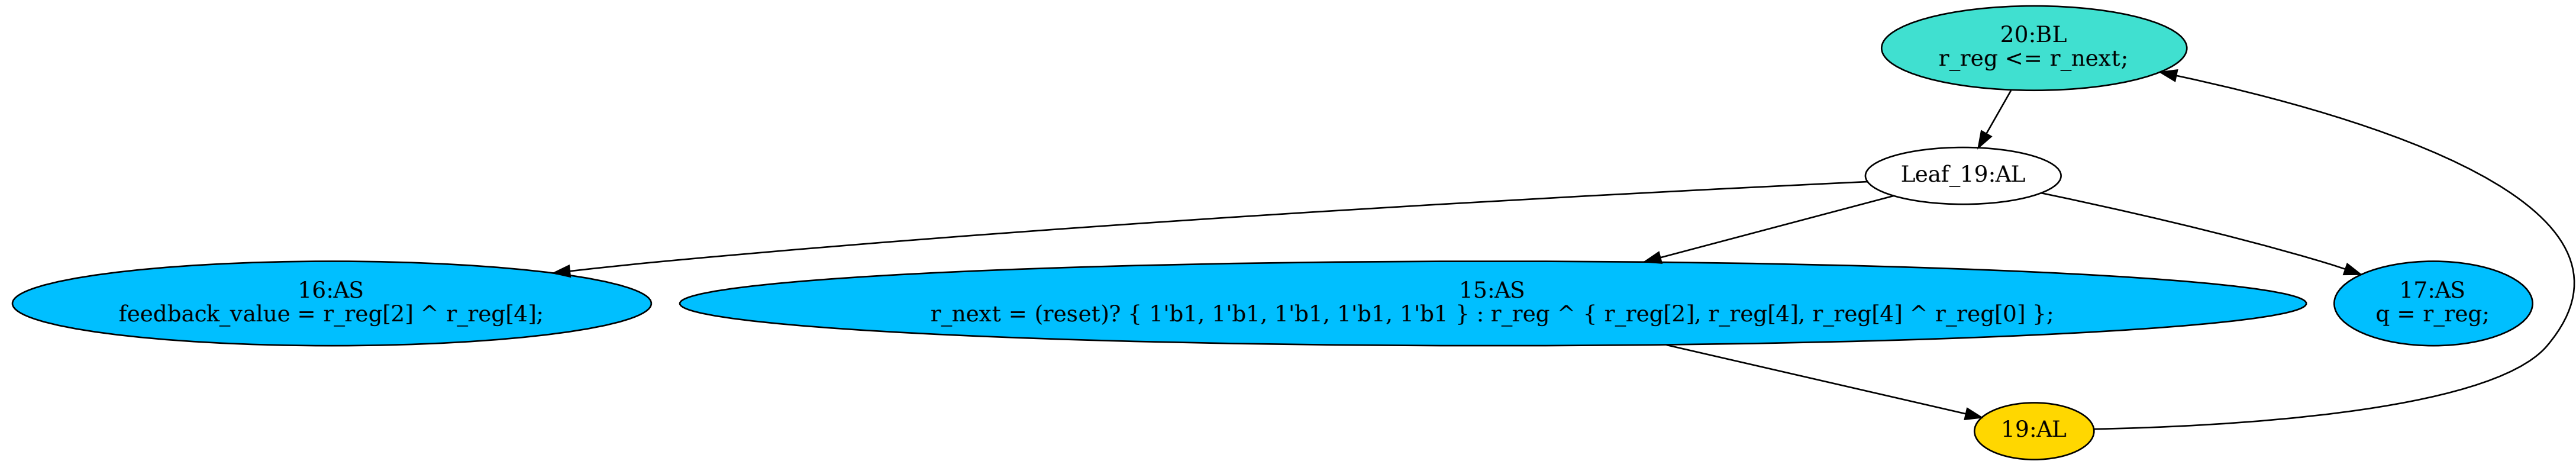 20:BL
r_reg <= r_next;
Leaf_19:AL
16:AS
feedback_value = r_reg[2] ^ r_reg[4];
15:AS
r_next = (reset)? { 1'b1, 1'b1, 1'b1, 1'b1, 1'b1 } : r_reg ^ { r_reg[2], r_reg[4], r_reg[4] ^ r_reg[0] };
17:AS
q = r_reg;
19:AL